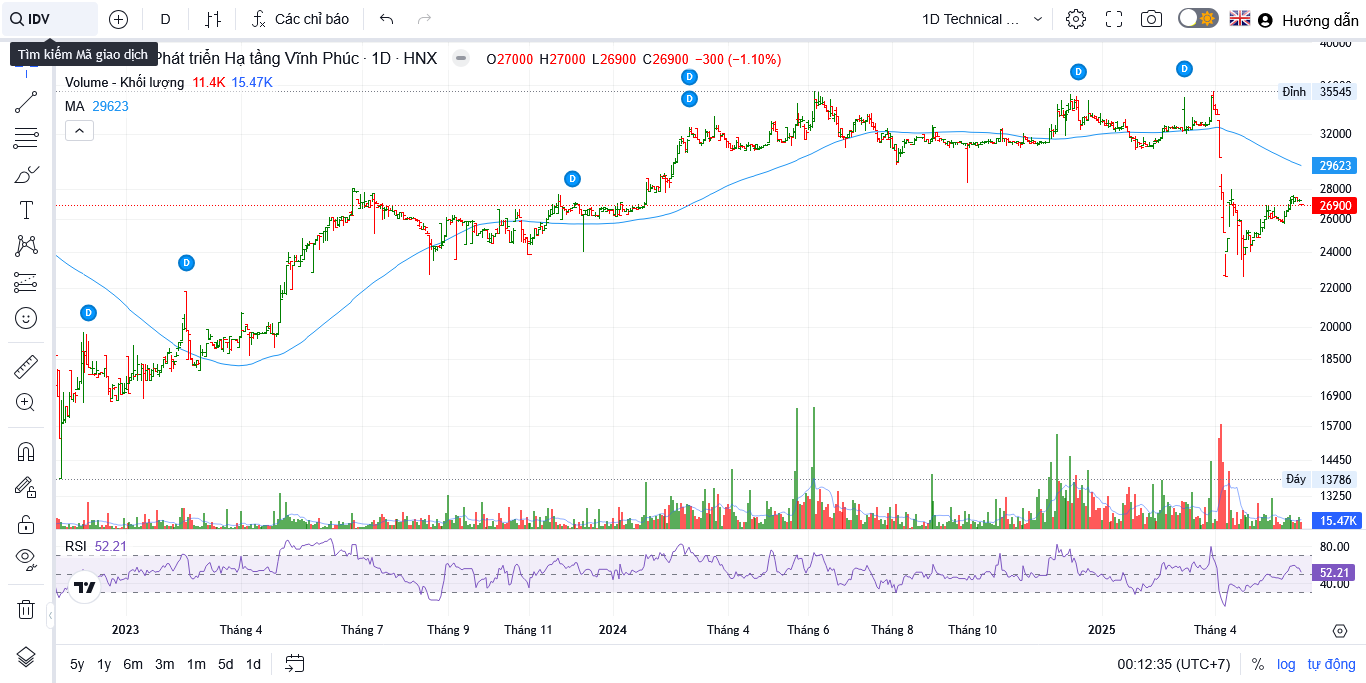 IDV
D
Các chỉ báo
1D Technical ...
Hướng dẫn
Tìm kiếm Mã giao dịch
Phát triển Hạ tầng Vĩnh Phúc · 1D · HNX
O27000 H27000 L26900 C26900 −300 (−1.10%)
Volume - Khối lượng 11.4K 15.47K
MA 29623
D
D
D
D
D
D
D
40000
Đỉnh 35545
32000
29623
28000
26900
26000
24000
22000
20000
18500
16900
15700
14450
Đáy 13786
13250
15.47K
RSI 52.21
80.00
52.21
40.00
2023 Tháng 4 Tháng 7 Tháng 9 Tháng 11 2024 Tháng 4 Tháng 6 Tháng 8 Tháng 10 2025 Tháng 4
5y 1y 6m 3m 1m 5d 1d
00:12:35 (UTC+7) % log tự động